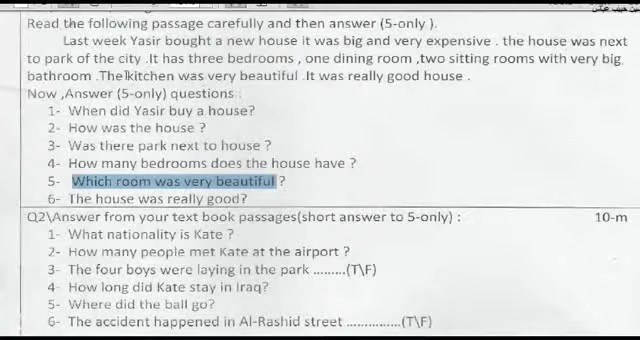 Read the following passage carefully and then answer (5-only ).
Last week Yasir bought a new house it was big and very expensive . the house was next
to park of the city .It has three bedrooms , one dining room ,two sitting rooms with very big
bathroom .The kitchen was very beautiful .It was really good house .
Now ,Answer (5-only) questions :
1- When did Yasir buy a house?
2- How was the house ?
3- Was there park next to house ?
4- How many bedrooms does the house have ?
5- Which room was very beautiful ?
6- The house was really good?
Q2\Answer from your text book passages(short answer to 5-only) : 10-m
1- What nationality is Kate ?
2- How many people met Kate at the airport ?
3- The four boys were laying in the park .........(T\F)
4- How long did Kate stay in Iraq?
5- Where did the ball go?
6- The accident happened in Al-Rashid street ...............(T\F)